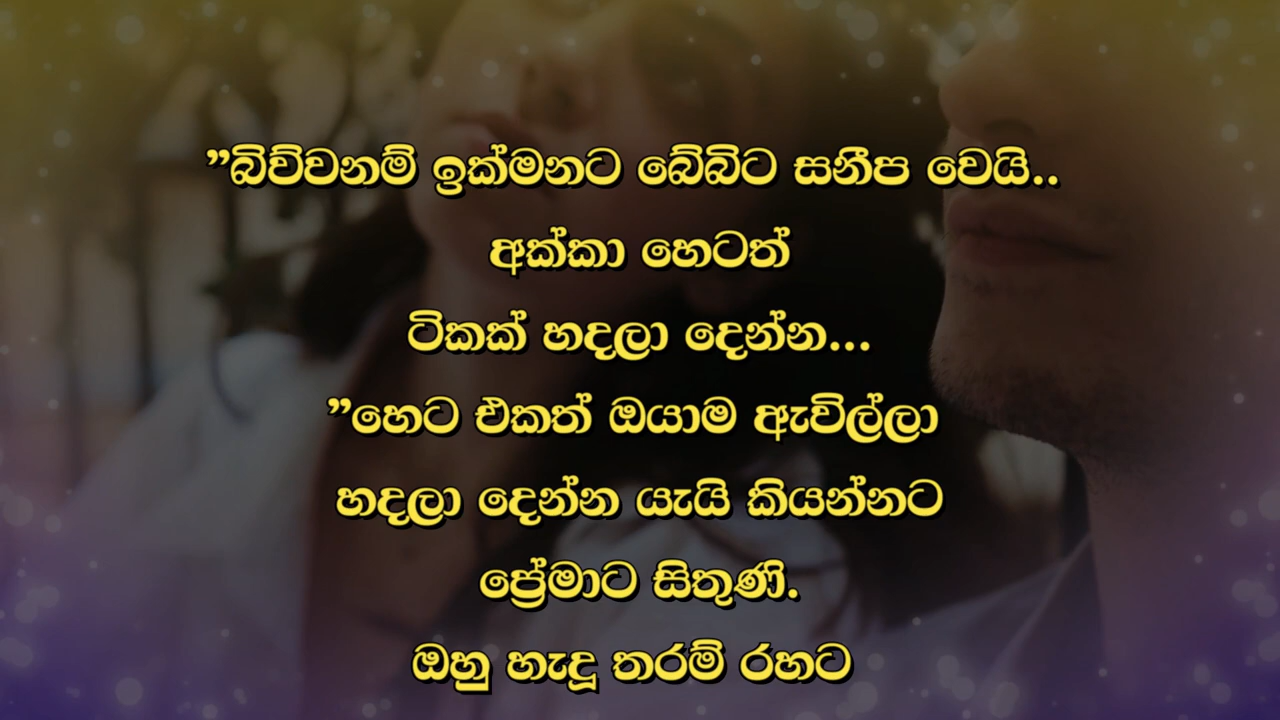 ”බිව්වනම් ඉක්මනට බේබිට සනීප වෙයි..
අක්කා හෙටත්
ටිකක් හදලා දෙන්න...
”හෙට එකත් ඔයාම ඇවිල්ලා
හදලා දෙන්න යැයි කියන්නට
ප්‍රේමාට සිතුණි.
ඔහු හැදූ තරම් රහට